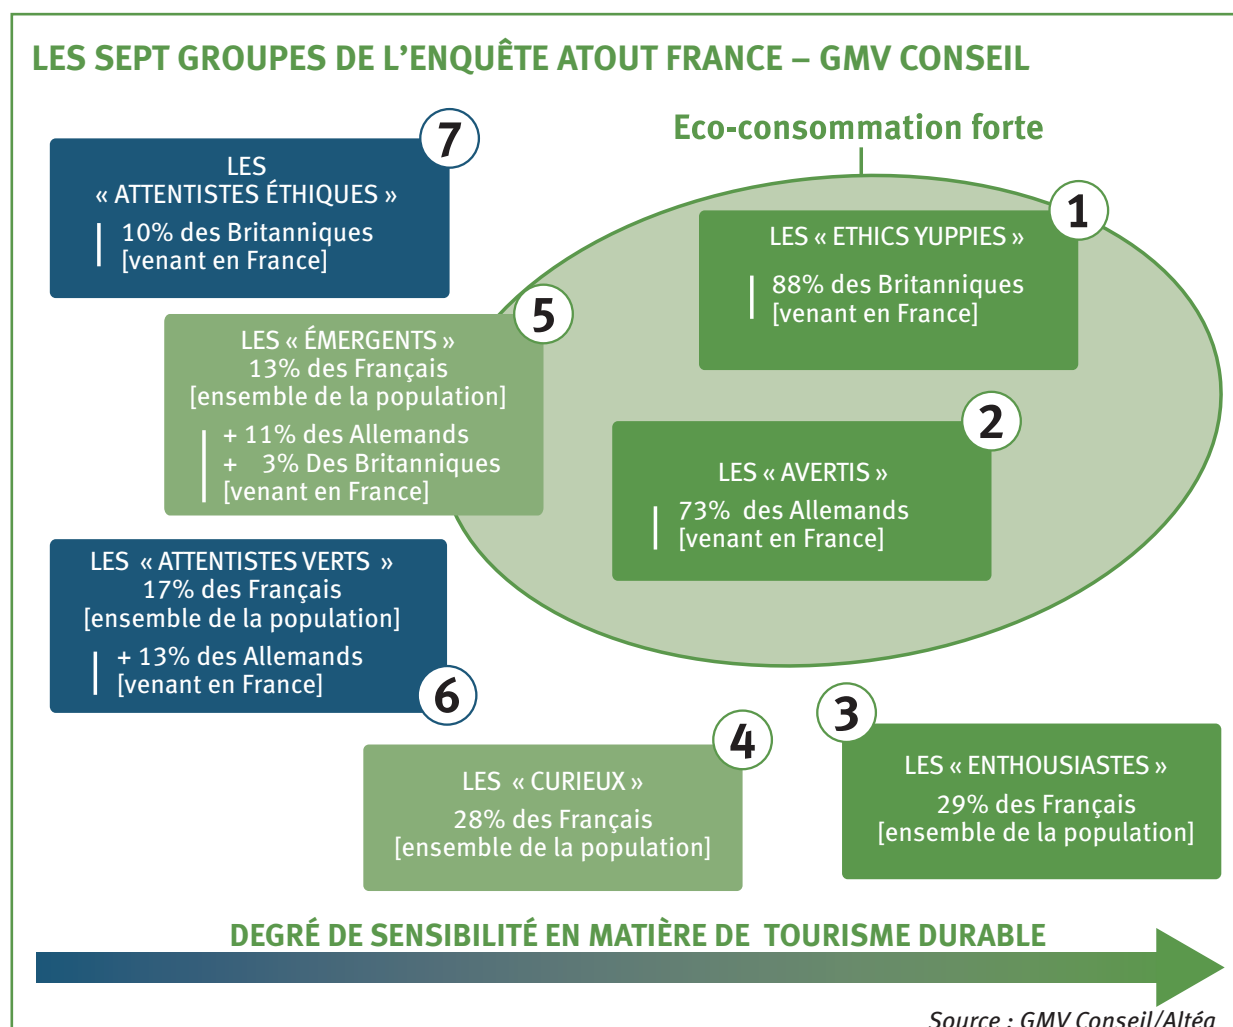 LES SEPT GROUPES DE L’ENQUÊTE ATOUT FRANCE – GMV CONSEIL
Eco-consommation forte
7
LES
« ATTENTISTES ÉTHIQUES »
10% des Britanniques
[venant en France]
1
LES « ETHICS YUPPIES »
88% des Britanniques
[venant en France]
5
LES « ÉMERGENTS »
13% des Français
[ensemble de la population]
+ 11% des Allemands
+ 3% Des Britanniques
[venant en France]
2
LES « AVERTIS »
73% des Allemands
[venant en France]
LES « ATTENTISTES VERTS »
17% des Français
[ensemble de la population]
+ 13% des Allemands
[venant en France]
6
4
LES « CURIEUX »
28% des Français
[ensemble de la population]
3
LES « ENTHOUSIASTES »
29% des Français
[ensemble de la population]
DEGRÉ DE SENSIBILITÉ EN MATIÈRE DE TOURISME DURABLE
Source : GMV Conseil/Altéa